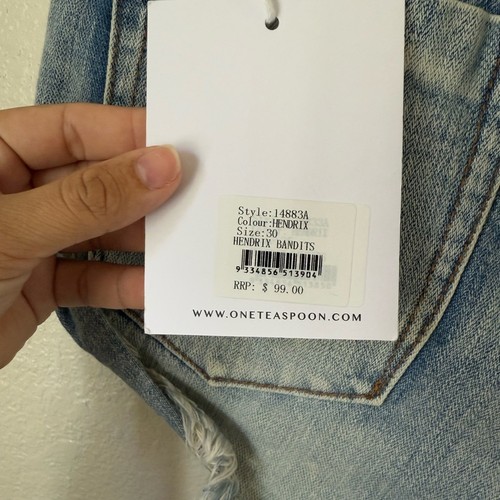 Style:14883A
Colour:HENDRIX
Size:30
HENDRIX BANDITS
9 334856 513904
RRP: $ 99.00
WWW.ONETEASPOON.COM